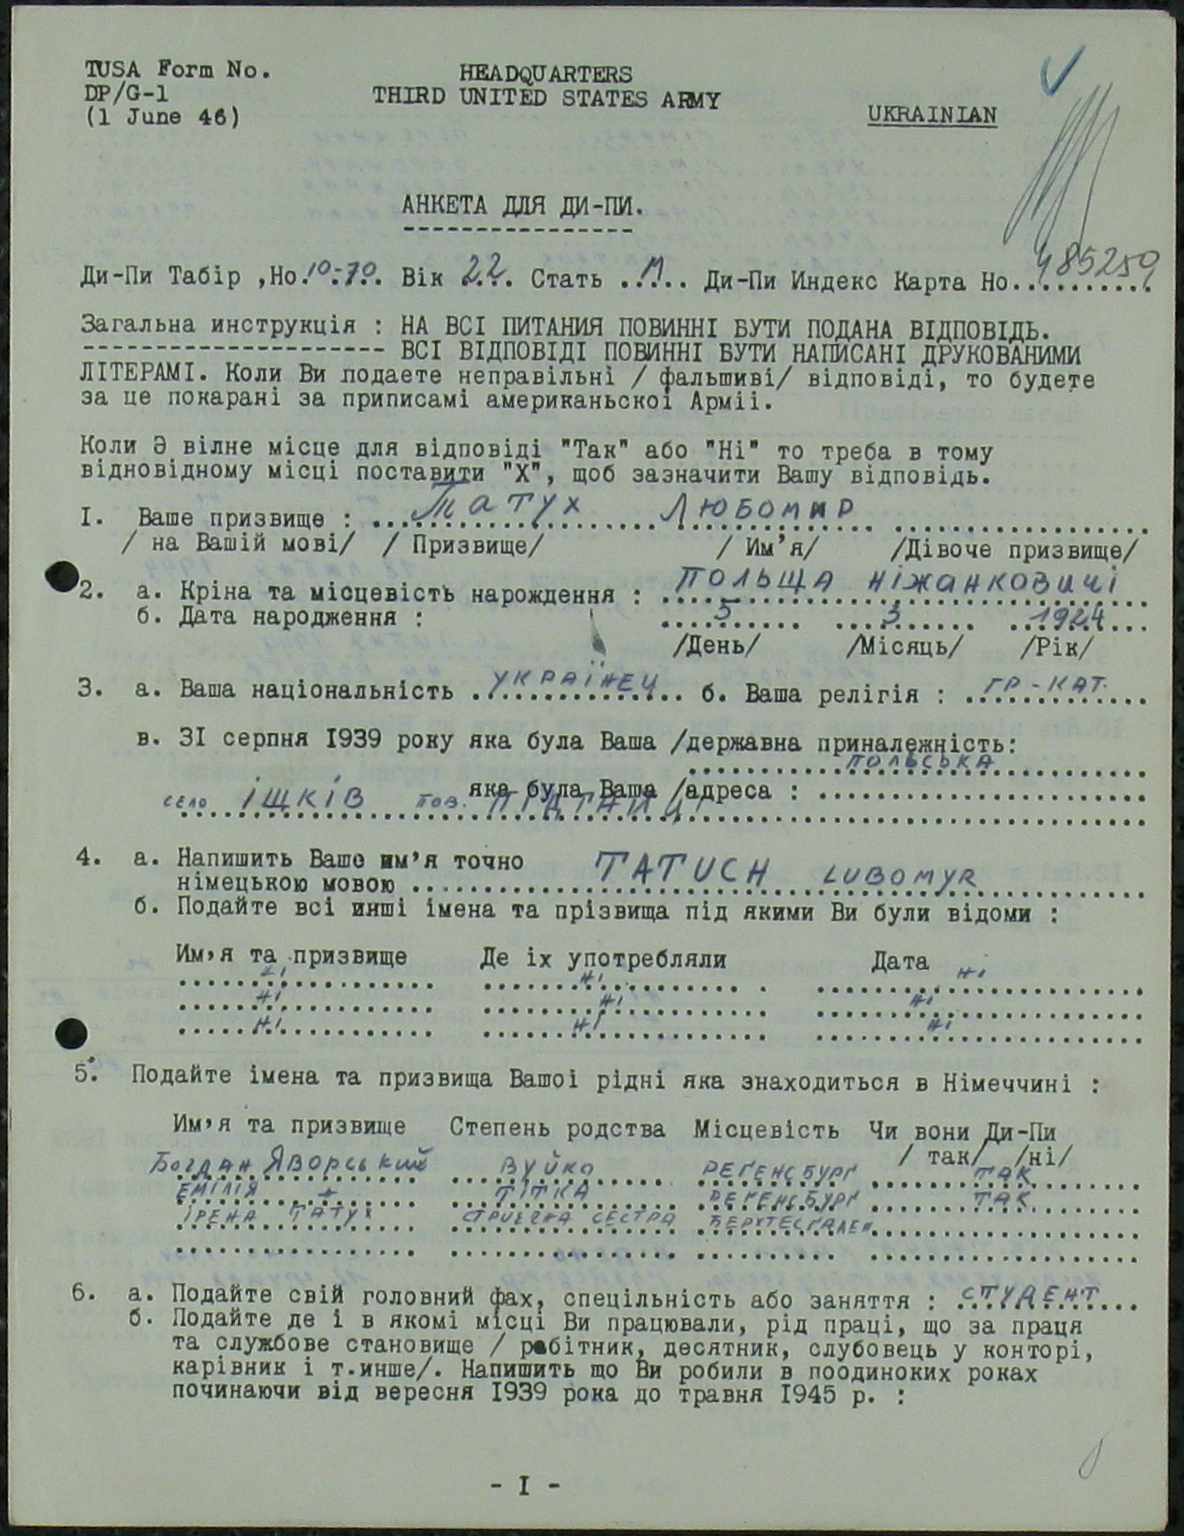 TUSA Form No.
DP/G-1
(1 June 46)
HEADQUARTERS
THIRD UNITED STATES ARMY
UKRAINIAN
АНКЕТА ДЛЯ ДИ-ПИ.
Ди-Пи Табір ,Но.10-70. Вік 22. Стать ..М.. Ди-Пи Индекс Карта Но..485259
Загальна инструкція : НА ВСІ ПИТАНИЯ ПОВИННІ БУТИ ПОДАНА ВІДПОВІДЬ.
ВСІ ВІДПОВІДІ ПОВИННІ БУТИ НАПИСАНІ ДРУКОВАНИМИ
ЛІТЕРАМІ. Коли Ви подаете неправільні / фальшиві/ відповіді, то будете
за це покарані за приписамі американьскоі Арміі.
Коли Э вілне місце для відповіді "Так" або "Ні" то треба в тому
відновідному місці поставити "Х", щоб зазначити Вашу відповідь.
I. Ваше призвище : Татух Любомир
/ на Вашій мові/ / Призвище/ / Им'я/ /Дівоче призвище/
2. а. Кріна та місцевість нарождення : ПОЛЬЩА НІЖАНКОВИЧІ
б. Дата народження : 5 3 1924
/День/ /Місяць/ /Рік/
3. а. Ваша національність . УКРАЇНЕЦ б. Ваша релігія : ГР-КАТ.
в. 3I серпня I939 року яка була Ваша /державна приналежність:
ПОЛЬСЬКА
яка була Ваша /адреса :
село ІЩКІВ пов. ПІДГАЙЦІ
4. а. Напишить Ваше им'я точно
німецькою мовою TATUCH LUBOMYR
б. Подайте всі инші імена та прізвища під якими Ви були відоми :
Им,я та призвище Де іх употребляли Дата
НІ НІ НІ
НІ НІ НІ
НІ НІ НІ
5. Подайте імена та призвища Вашоі рідні яка знаходиться в Німеччині :
Им,я та призвище Степень родства Місцевість Чи вони Ди-Пи
/ так/ /ні/
Богдан Яворський ВУЙКО РЕҐЕНСБУРҐ ТАК
ЕМІЛІЯ + ТІТКА РЕҐЕНСБУРҐ ТАК
ІРЕНА ТАТУХ СТРИЄЧНА СЕСТРА БЕРХТЕСҐАДЕН
6. а. Подайте свій головний фах, спецільність або заняття : СТУДЕНТ
б. Подайте де і в якомі місці Ви працювали, рід праці, що за праця
та службове становище / рабітник, десятник, слубовець у конторі,
карівник і т.инше/. Напишить що Ви робили в поодиноких роках
починаючи від вересня I939 рока до травня I945 р. :
- I -